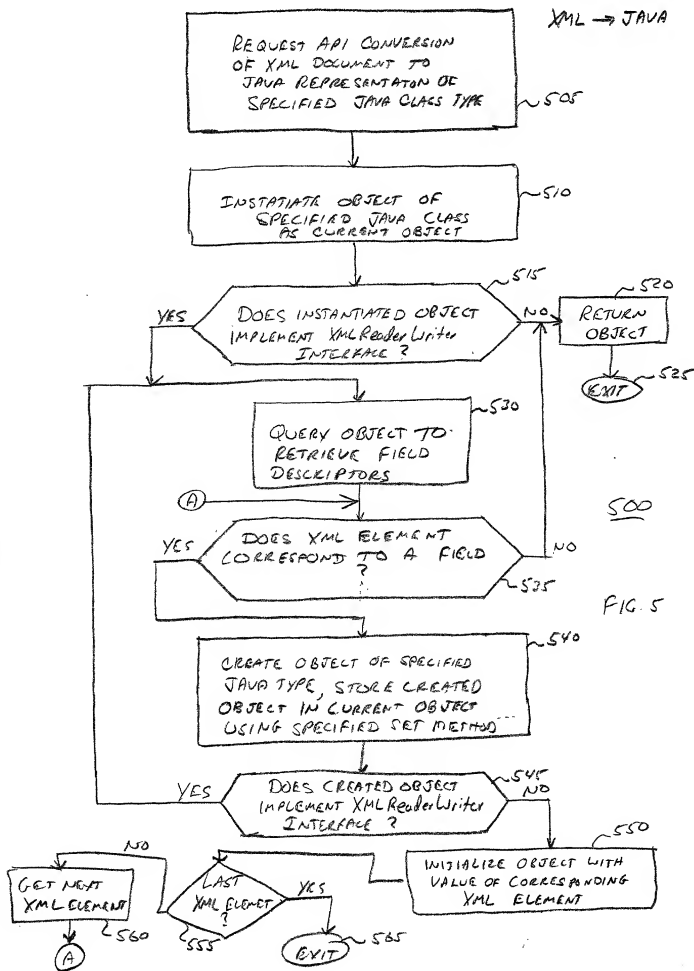 XML → JAVA
REQUEST API CONVERSION
OF XML DOCUMENT TO
JAVA REPRESENTATON OF
SPECIFIED JAVA CLASS TYPE
505
INSTATIATE OBJECT OF
SPECIFIED JAVA CLASS
AS CURRENT OBJECT
510
515
YES
DOES INSTANTIATED OBJECT
IMPLEMENT XMLReaderWriter
INTERFACE ?
NO
520
RETURN
OBJECT
EXIT
525
530
QUERY OBJECT TO
RETRIEVE FIELD
DESCRIPTORS
A
500
YES
DOES XML ELEMENT
CORRESPOND TO A FIELD
?
NO
535
FIG. 5
540
CREATE OBJECT OF SPECIFIED
JAVA TYPE, STORE CREATED
OBJECT IN CURRENT OBJECT
USING SPECIFIED SET METHOD
545
YES
DOES CREATED OBJECT
IMPLEMENT XMLReaderWriter
INTERFACE ?
NO
550
INITIALIZE OBJECT WITH
VALUE OF CORRESPONDING
XML ELEMENT
NO
LAST
XML ELEMET
?
YES
555
EXIT
565
GET NEXT
XML ELEMENT
560
A